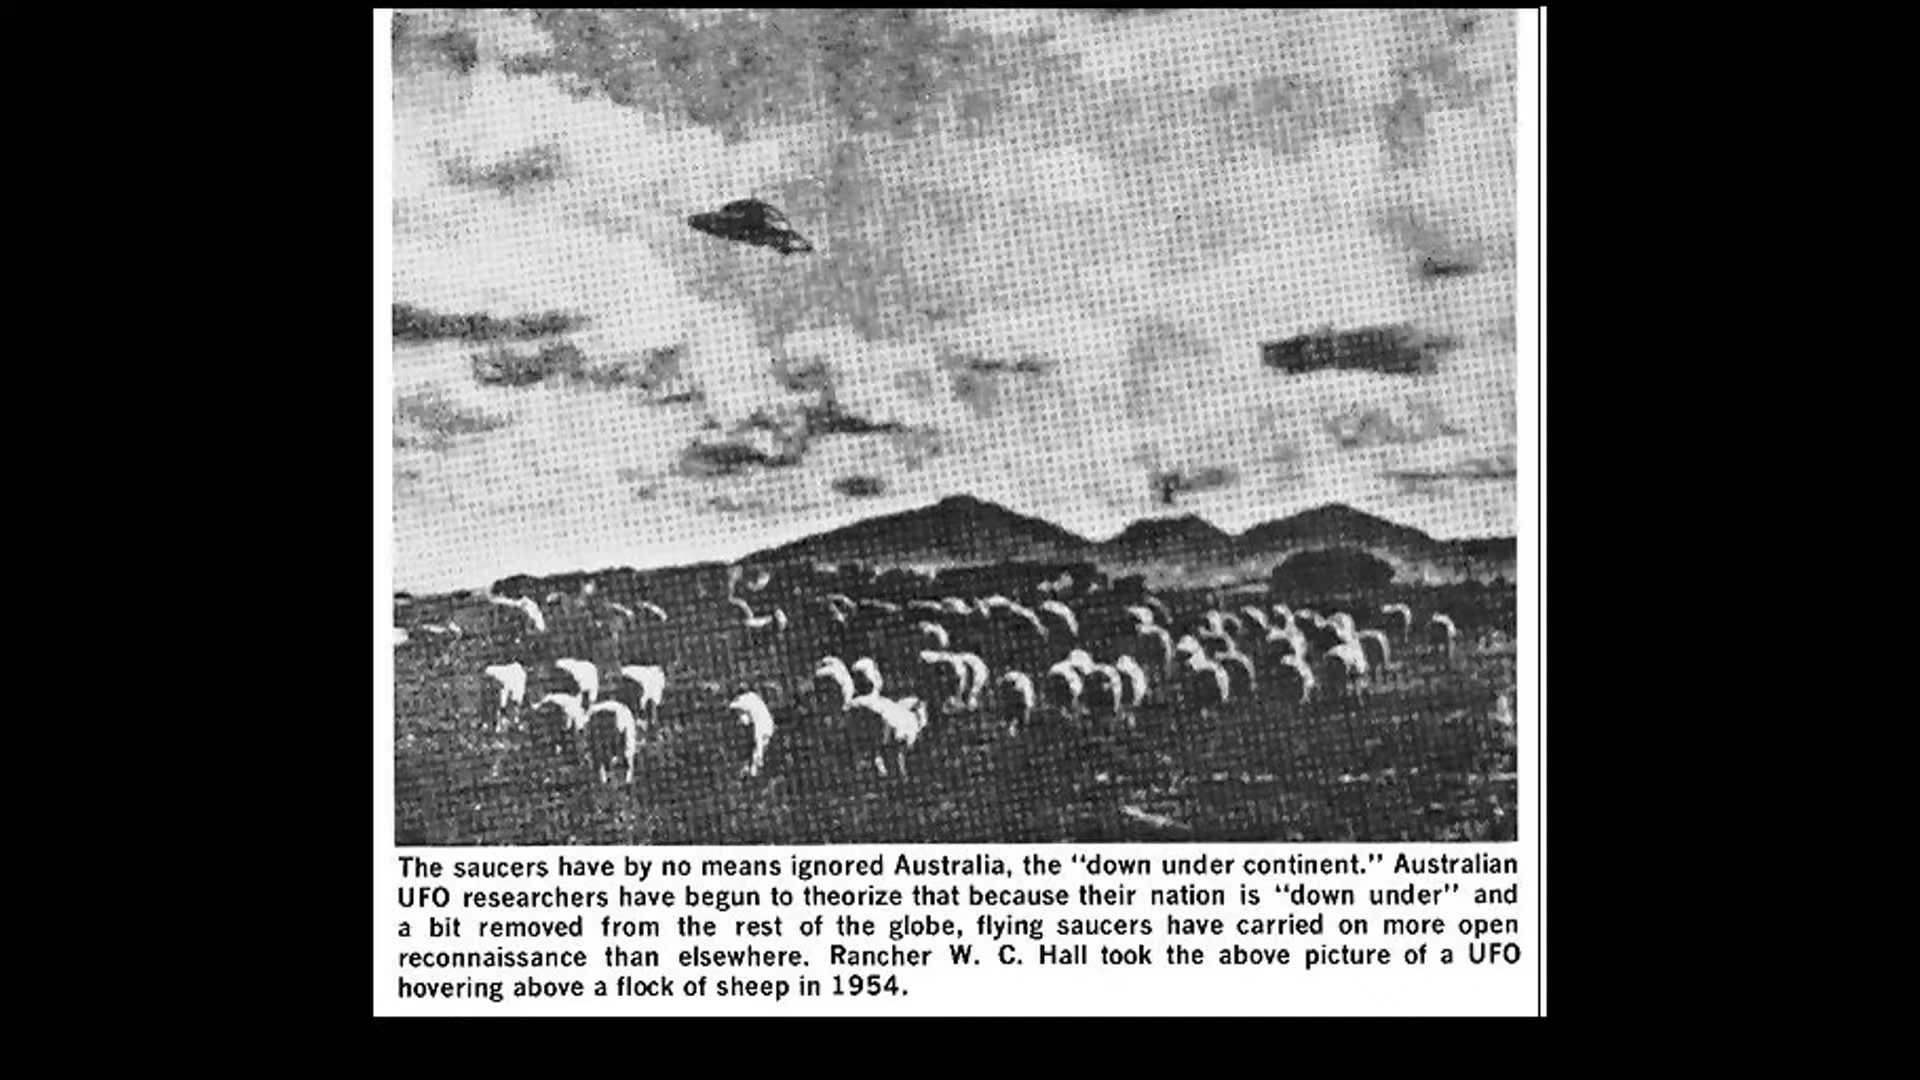 The saucers have by no means ignored Australia, the “down under continent.” Australian
UFO researchers have begun to theorize that because their nation is “down under” and
a bit removed from the rest of the globe, flying saucers have carried on more open
reconnaissance than elsewhere. Rancher W. C. Hall took the above picture of a UFO
hovering above a flock of sheep in 1954.